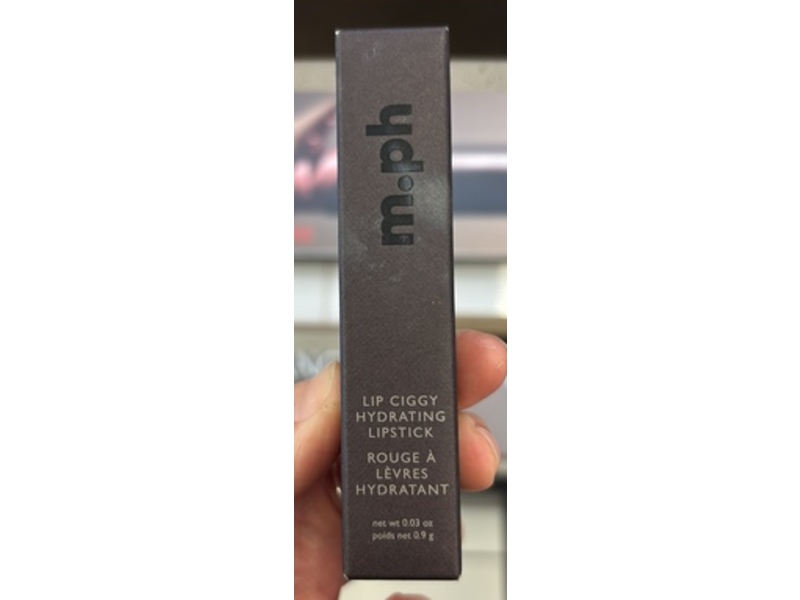 m.ph
LIP CIGGY
HYDRATING
LIPSTICK
ROUGE À
LÈVRES
HYDRATANT
net wt 0.03 oz
poids net 0.9 g